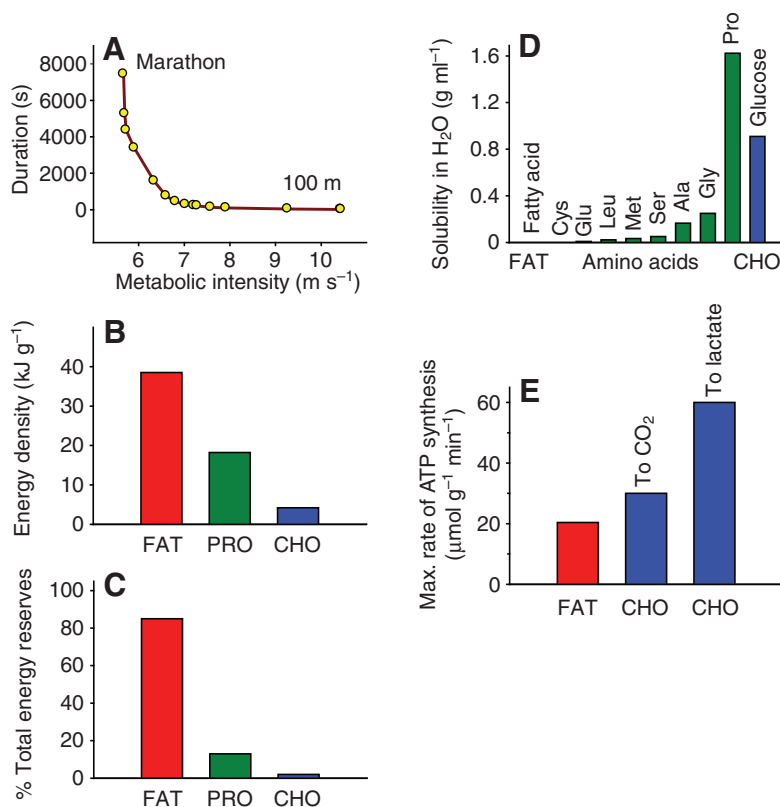 A
Marathon
100 m
Duration (s)
8000
6000
4000
2000
0
5
6
7
8
9
10
Metabolic intensity (m s–1)
B
Energy density (kJ g–1)
40
30
20
10
0
FAT
PRO
CHO
C
% Total energy reserves
100
80
60
40
20
0
FAT
PRO
CHO
D
Solubility in H2O (g ml–1)
1.6
1.2
0.8
0.4
0
Fatty acid
Cys
Glu
Leu
Met
Ser
Ala
Gly
Pro
Glucose
FAT
Amino acids
CHO
E
Max. rate of ATP synthesis
(μmol g–1 min–1)
60
40
20
0
To CO2
To lactate
FAT
CHO
CHO